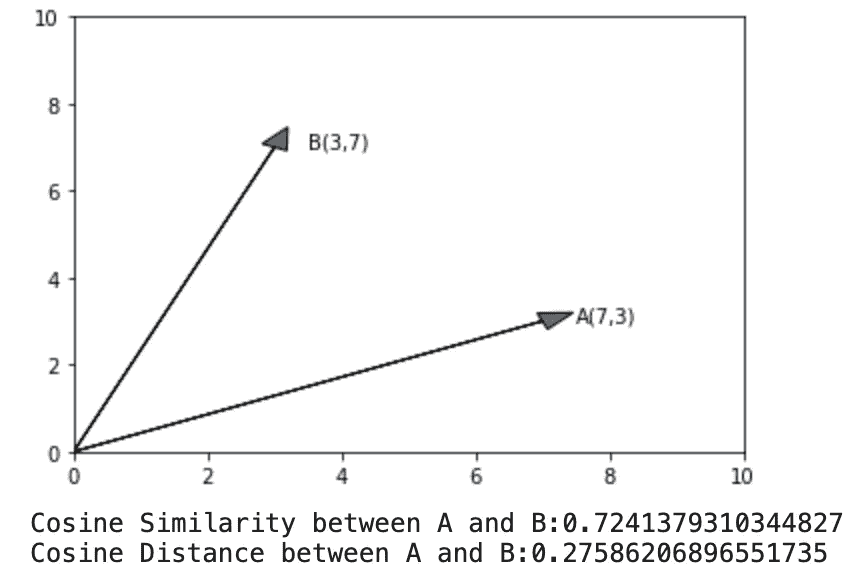 10
8
B(3,7)
6
4
A(7,3)
2
0
0 2 4 6 8 10
Cosine Similarity between A and B:0.7241379310344827
Cosine Distance between A and B:0.27586206896551735